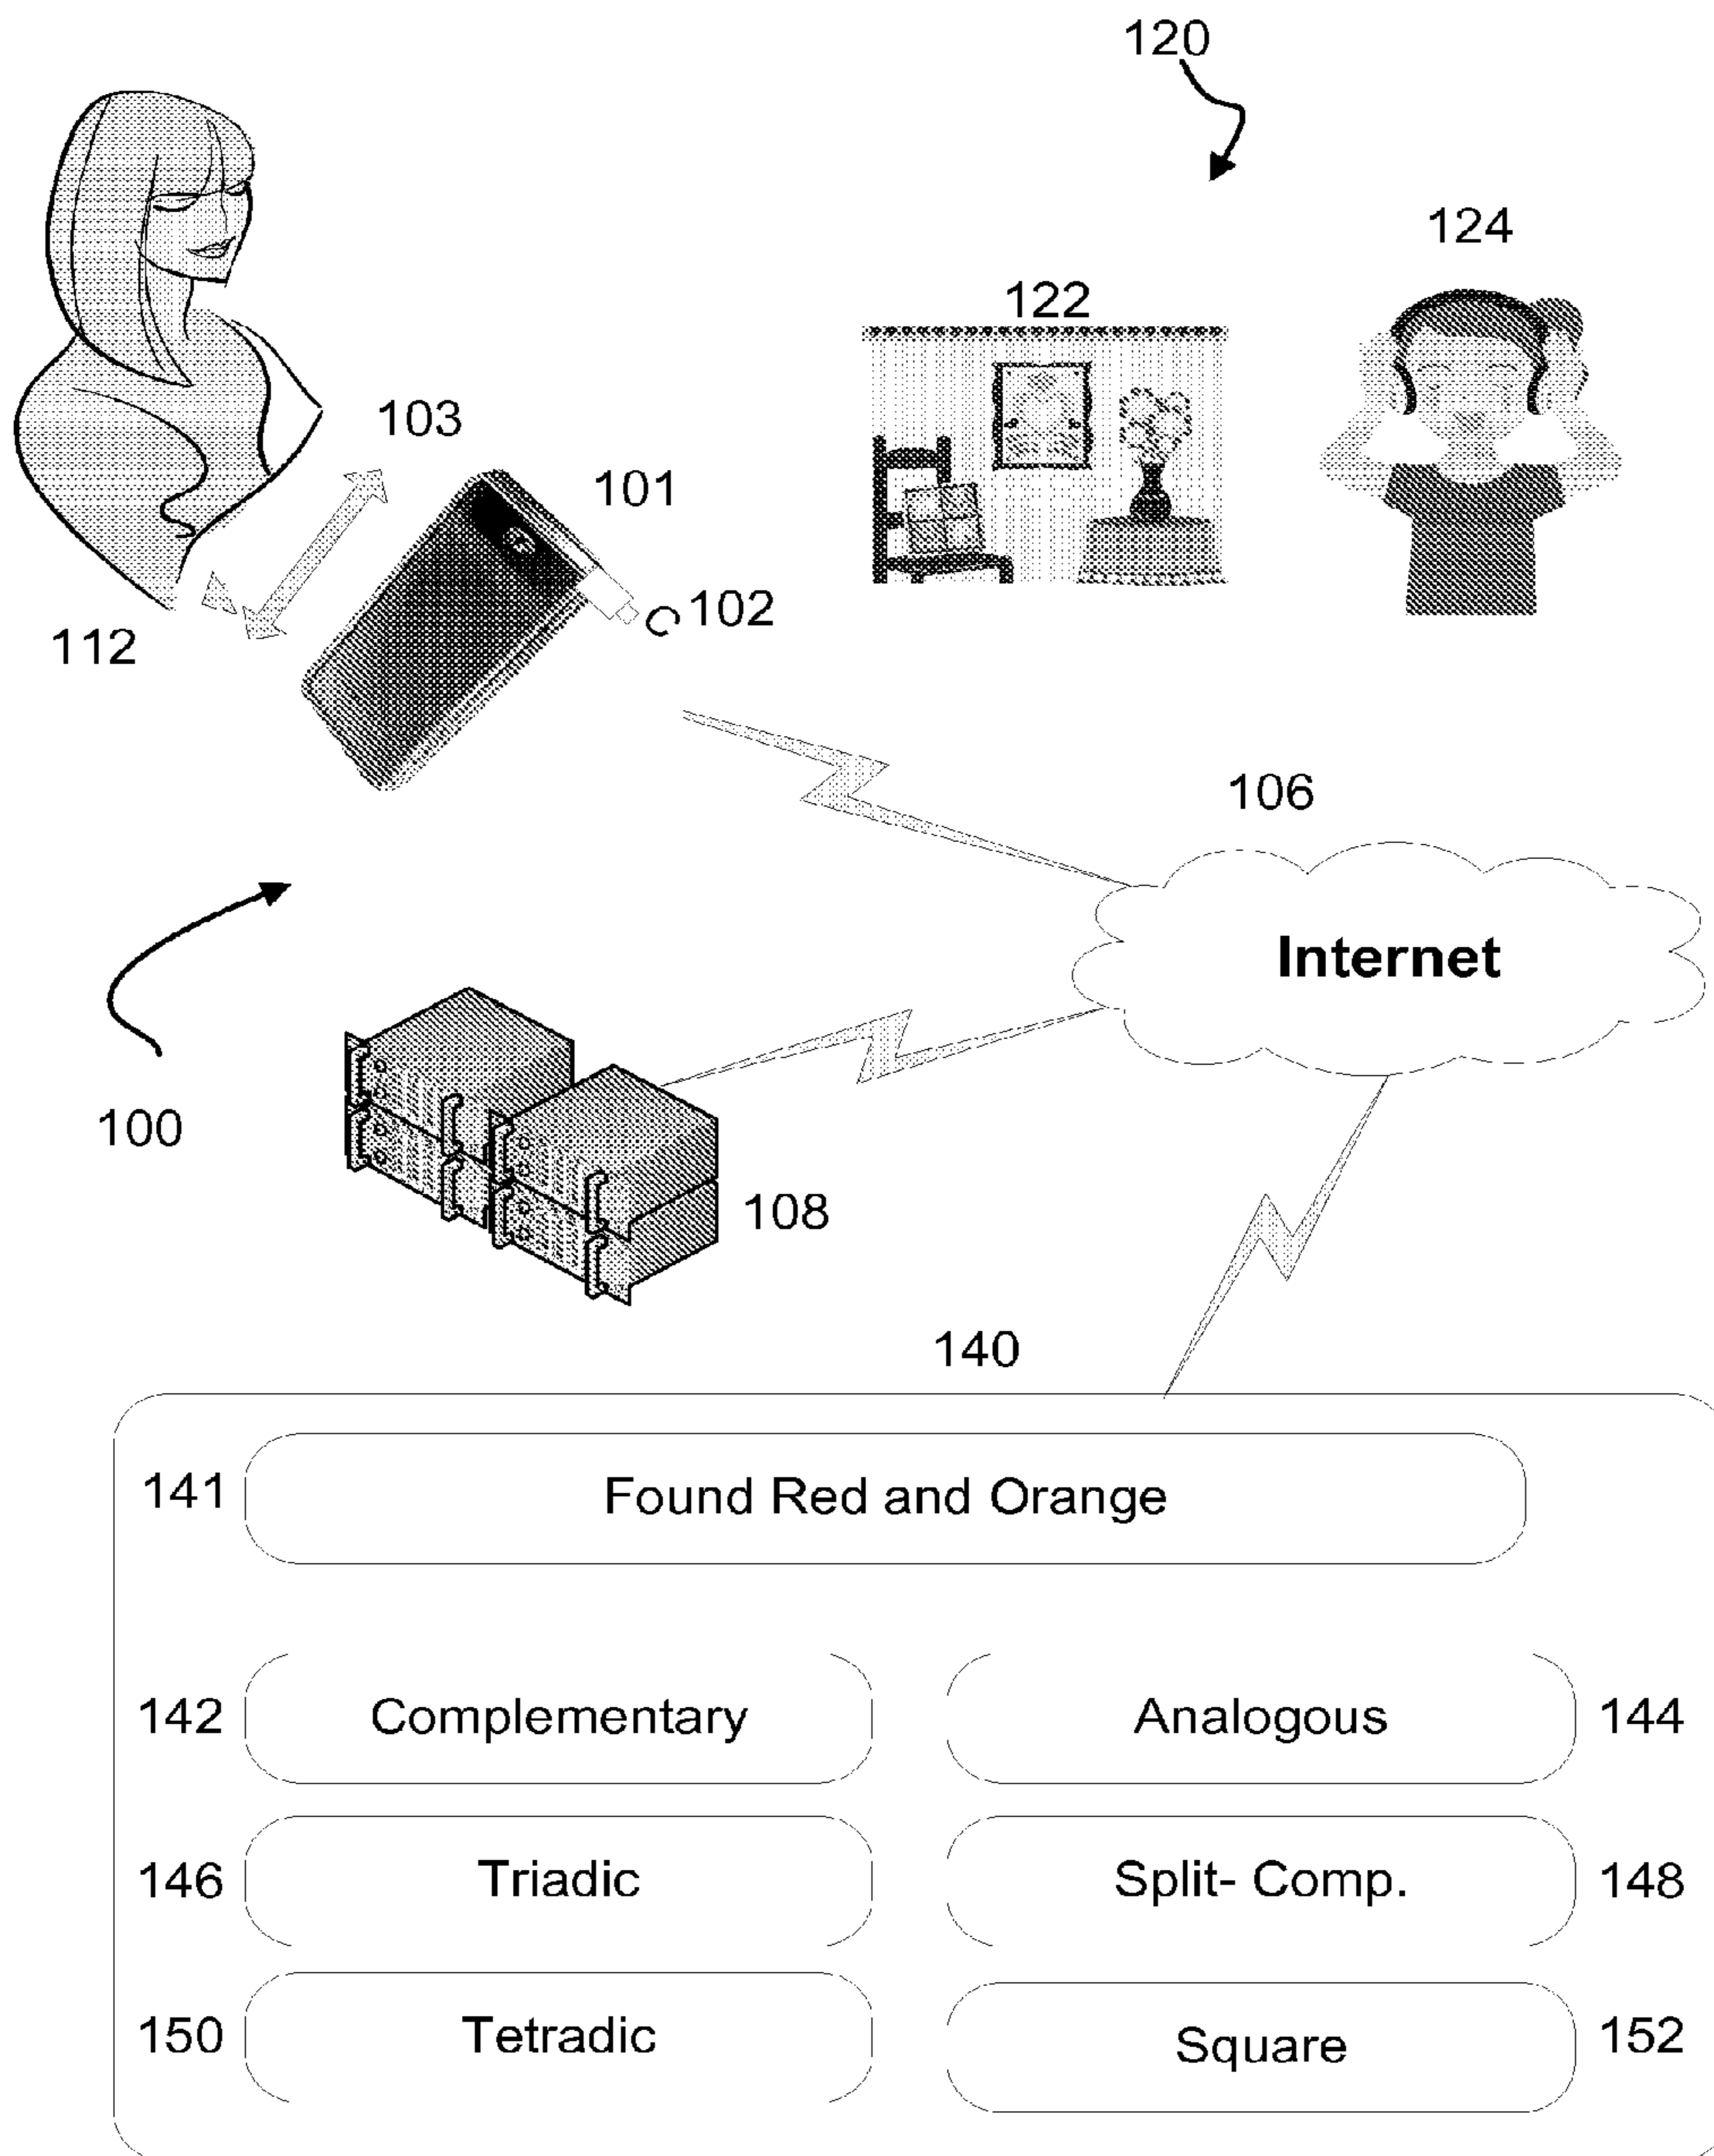 120
124
122
103
101
102
112
106
Internet
100
108
140
141 Found Red and Orange
142 Complementary Analogous 144
146 Triadic Split- Comp. 148
150 Tetradic Square 152